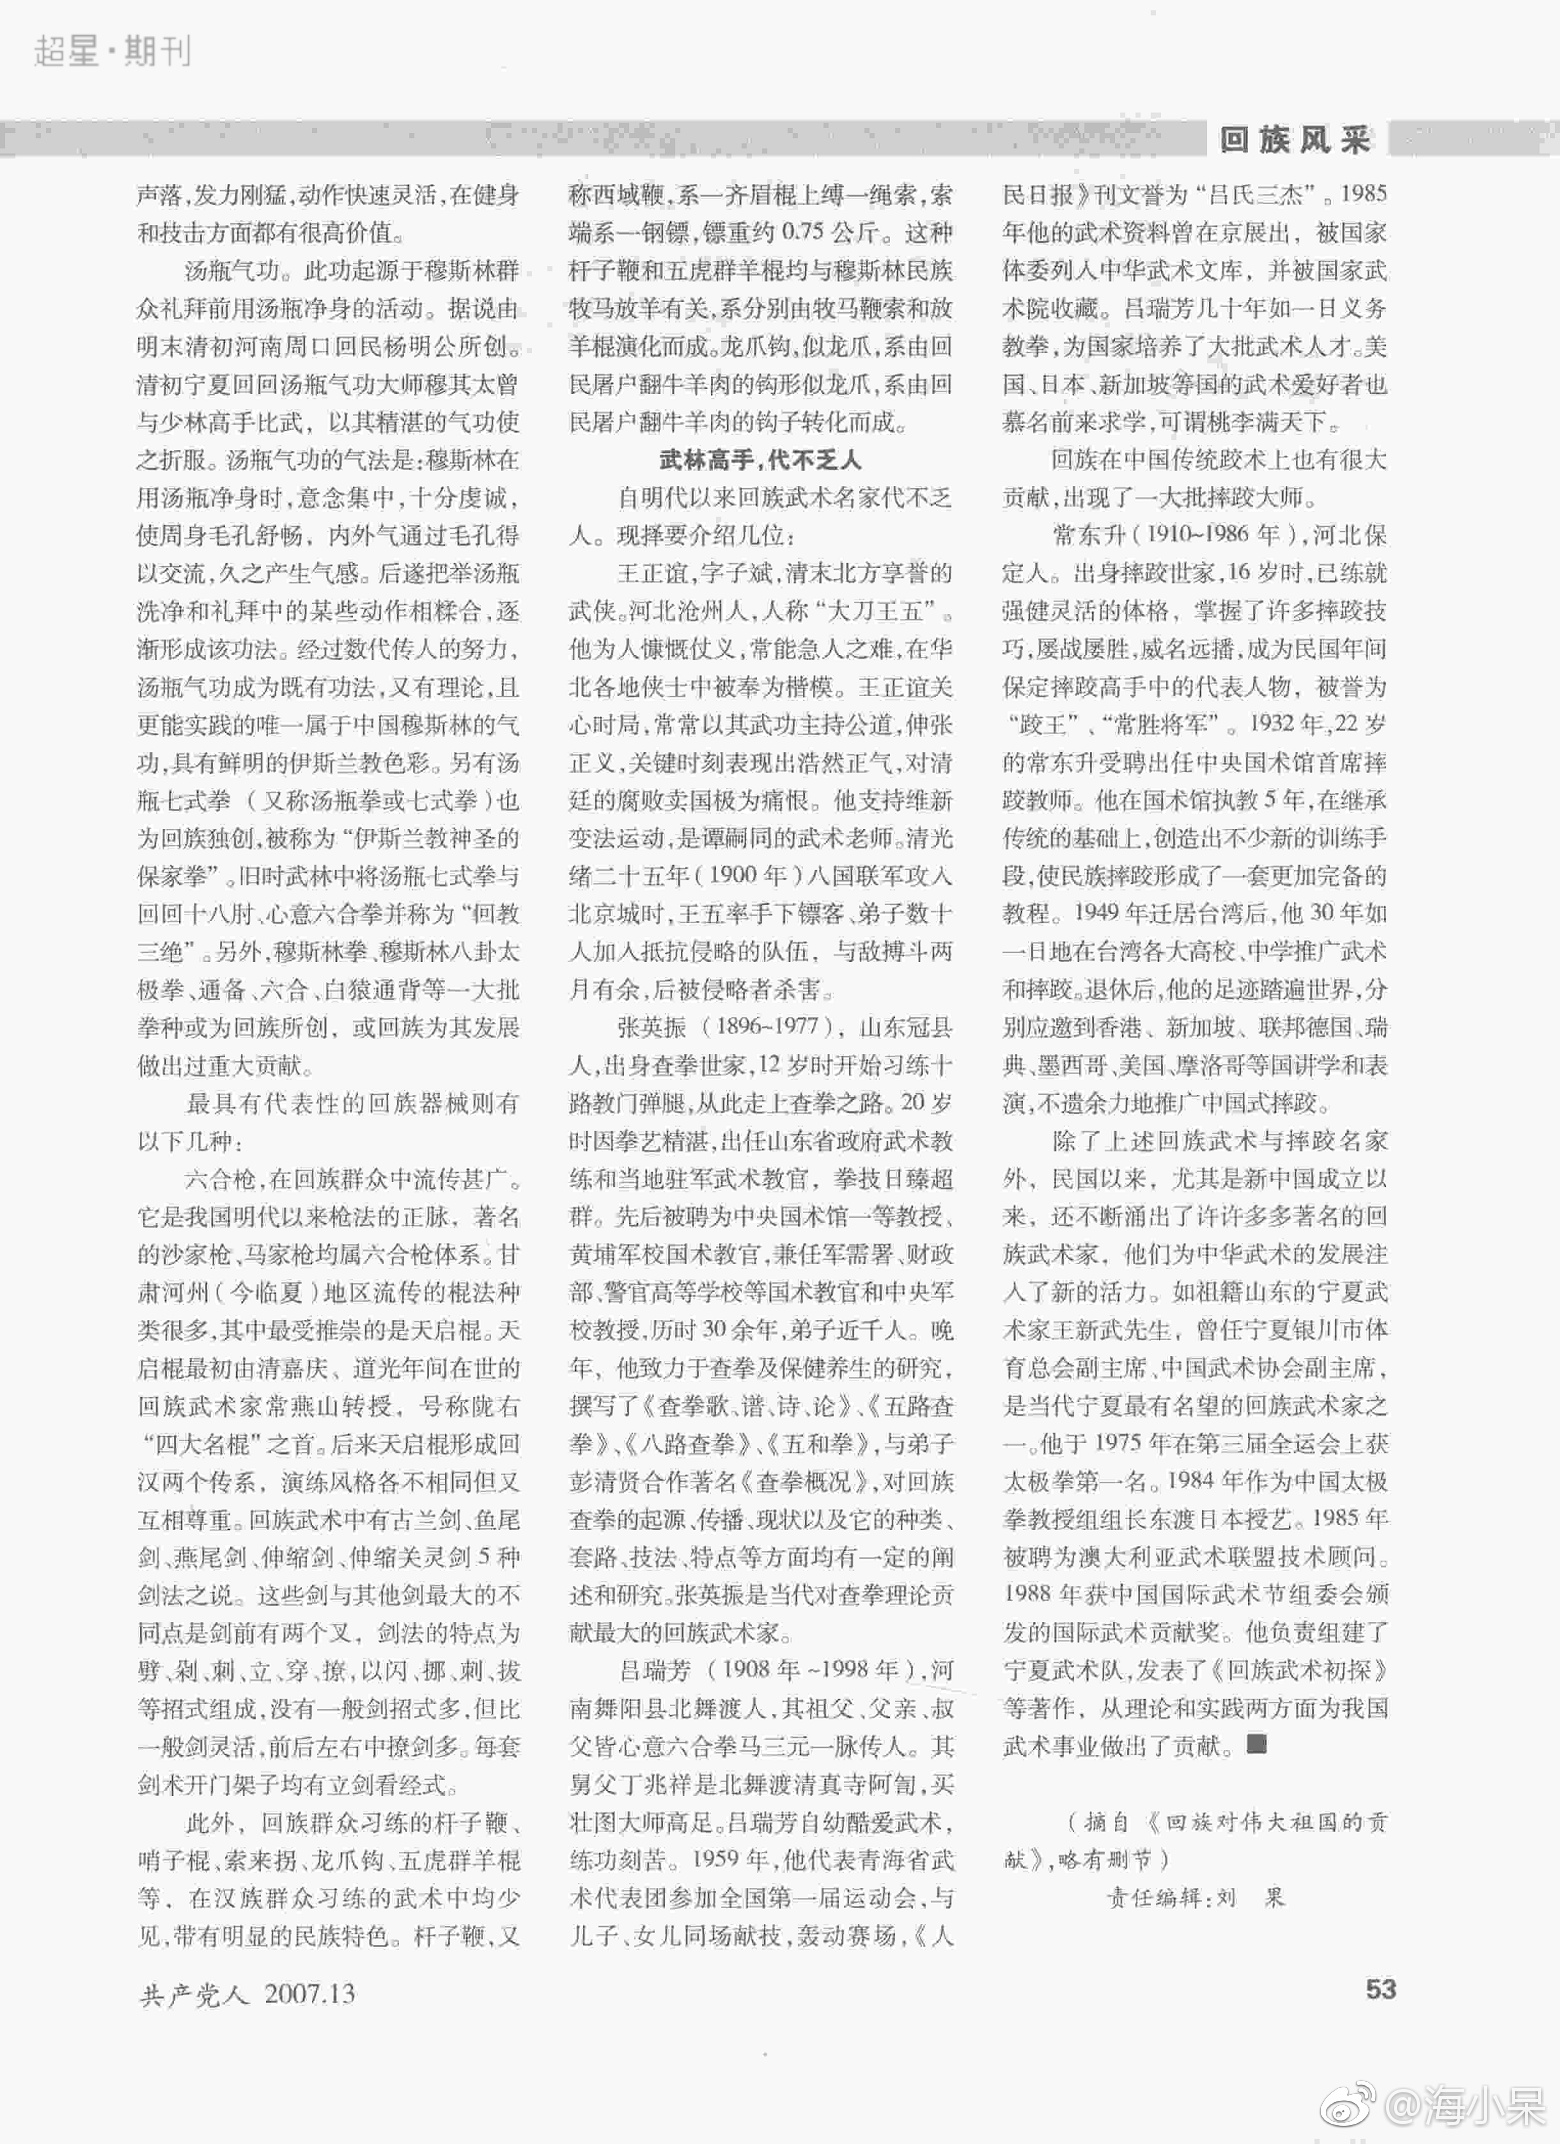 超星·期刊
回族风采
声落,发力刚猛,动作快速灵活,在健身
和技击方面都有很高价值。
汤瓶气功。此功起源于穆斯林群
众礼拜前用汤瓶净身的活动。据说由
明末清初河南周口回民杨明公所创。
清初宁夏回回汤瓶气功大师穆其太曾
与少林高手比武，以其精湛的气功使
之折服。汤瓶气功的气法是:穆斯林在
用汤瓶净身时,意念集中,十分虔诚,
使周身毛孔舒畅，内外气通过毛孔得
以交流,久之产生气感。后遂把举汤瓶
洗净和礼拜中的某些动作相糅合,逐
渐形成该功法。经过数代传人的努力,
汤瓶气功成为既有功法,又有理论,且
更能实践的唯一属于中国穆斯林的气
功,具有鲜明的伊斯兰教色彩。另有汤
瓶七式拳（又称汤瓶拳或七式拳)也
为回族独创,被称为“伊斯兰教神圣的
保家拳”。旧时武林中将汤瓶七式拳与
回回十八肘、心意六合拳并称为“回教
三绝”。另外,穆斯林拳、穆斯林八卦太
极拳、通备、六合、白猿通背等一大批
拳种或为回族所创，或回族为其发展
做出过重大贡献。
最具有代表性的回族器械则有
以下几种:
六合枪,在回族群众中流传甚广。
它是我国明代以来枪法的正脉，著名
的沙家枪、马家枪均属六合枪体系。甘
肃河州(今临夏)地区流传的棍法种
类很多,其中最受推崇的是天启棍。天
启棍最初由清嘉庆、道光年间在世的
回族武术家常燕山转授，号称陇右
“四大名棍”之首。后来天启棍形成回
汉两个传系，演练风格各不相同但又
互相尊重。回族武术中有古兰剑、鱼尾
剑、燕尾剑、伸缩剑、伸缩关灵剑5种
剑法之说。这些剑与其他剑最大的不
同点是剑前有两个叉，剑法的特点为
劈、剁、刺、立、穿、撩,以闪、挪、刺、拔
等招式组成,没有一般剑招式多,但比
一般剑灵活,前后左右中撩剑多。每套
剑术开门架子均有立剑看经式。
此外，回族群众习练的杆子鞭、
哨子棍、索来拐、龙爪钩、五虎群羊棍
等，在汉族群众习练的武术中均少
见,带有明显的民族特色。杆子鞭,又
称西域鞭,系一齐眉棍上缚一绳索,索
端系一钢镖,镖重约0.75公斤。这种
杆子鞭和五虎群羊棍均与穆斯林民族
牧马放羊有关,系分别由牧马鞭索和放
羊棍演化而成。龙爪钩,似龙爪,系由回
民屠户翻牛羊肉的钩形似龙爪,系由回
民屠户翻牛羊肉的钩子转化而成。
武林高手,代不乏人
自明代以来回族武术名家代不乏
人。现择要介绍几位:
王正谊,字子斌,清末北方享誉的
武侠。河北沧州人,人称“大刀王五”。
他为人慷慨仗义,常能急人之难,在华
北各地侠士中被奉为楷模。王正谊关
心时局,常常以其武功主持公道,伸张
正义,关键时刻表现出浩然正气,对清
廷的腐败卖国极为痛恨。他支持维新
变法运动,是谭嗣同的武术老师。清光
绪二十五年(1900年)八国联军攻入
北京城时,王五率手下镖客、弟子数十
人加入抵抗侵略的队伍，与敌搏斗两
月有余,后被侵略者杀害。
张英振（1896~1977)，山东冠县
人,出身查拳世家,12岁时开始习练十
路教门弹腿,从此走上查拳之路。20岁
时因拳艺精湛,出任山东省政府武术教
练和当地驻军武术教官，拳技日臻超
群。先后被聘为中央国术馆一等教授、
黄埔军校国术教官,兼任军需署、财政
部、警官高等学校等国术教官和中央军
校教授,历时30余年,弟子近千人。晚
年，他致力于查拳及保健养生的研究,
撰写了《查拳歌、谱、诗、论》、《五路查
拳》、《八路查拳》、《五和拳》,与弟子
彭清贤合作著名《查拳概况》,对回族
查拳的起源、传播、现状以及它的种类、
套路、技法、特点等方面均有一定的阐
述和研究。张英振是当代对查拳理论贡
献最大的回族武术家。
吕瑞芳（1908年~1998年),河
南舞阳县北舞渡人,其祖父、父亲、叔
父皆心意六合拳马三元一脉传人。其
舅父丁兆祥是北舞渡清真寺阿訇,买
壮图大师高足。吕瑞芳自幼酷爱武术,
练功刻苦。1959年,他代表青海省武
术代表团参加全国第一届运动会,与
儿子、女儿同场献技,轰动赛场,《人
民日报》刊文誉为“吕氏三杰”。1985
年他的武术资料曾在京展出，被国家
体委列入中华武术文库，并被国家武
术院收藏。吕瑞芳几十年如一日义务
教拳,为国家培养了大批武术人才。美
国、日本、新加坡等国的武术爱好者也
慕名前来求学,可谓桃李满天下。
回族在中国传统跤术上也有很大
贡献,出现了一大批摔跤大师。
常东升(1910~1986年),河北保
定人。出身摔跤世家,16岁时,已练就
强健灵活的体格，掌握了许多摔跤技
巧,屡战屡胜,威名远播,成为民国年间
保定摔跤高手中的代表人物，被誉为
“跤王”、“常胜将军”。1932年,22岁
的常东升受聘出任中央国术馆首席摔
跤教师。他在国术馆执教5年,在继承
传统的基础上,创造出不少新的训练手
段,使民族摔跤形成了一套更加完备的
教程。1949年迁居台湾后,他30年如
一日地在台湾各大高校、中学推广武术
和摔跤。退休后,他的足迹踏遍世界,分
别应邀到香港、新加坡、联邦德国、瑞
典、墨西哥、美国、摩洛哥等国讲学和表
演,不遗余力地推广中国式摔跤。
除了上述回族武术与摔跤名家
外，民国以来，尤其是新中国成立以
来，还不断涌出了许许多多著名的回
族武术家，他们为中华武术的发展注
入了新的活力。如祖籍山东的宁夏武
术家王新武先生，曾任宁夏银川市体
育总会副主席、中国武术协会副主席,
是当代宁夏最有名望的回族武术家之
一。他于1975年在第三届全运会上获
太极拳第一名。1984年作为中国太极
拳教授组组长东渡日本授艺。1985年
被聘为澳大利亚武术联盟技术顾问。
1988年获中国国际武术节组委会颁
发的国际武术贡献奖。他负责组建了
宁夏武术队,发表了《回族武术初探》
等著作，从理论和实践两方面为我国
武术事业做出了贡献。■
(摘自《回族对伟大祖国的贡
献》,略有删节)
责任编辑:刘 果
共产党人 2007.13
53
@海小呆